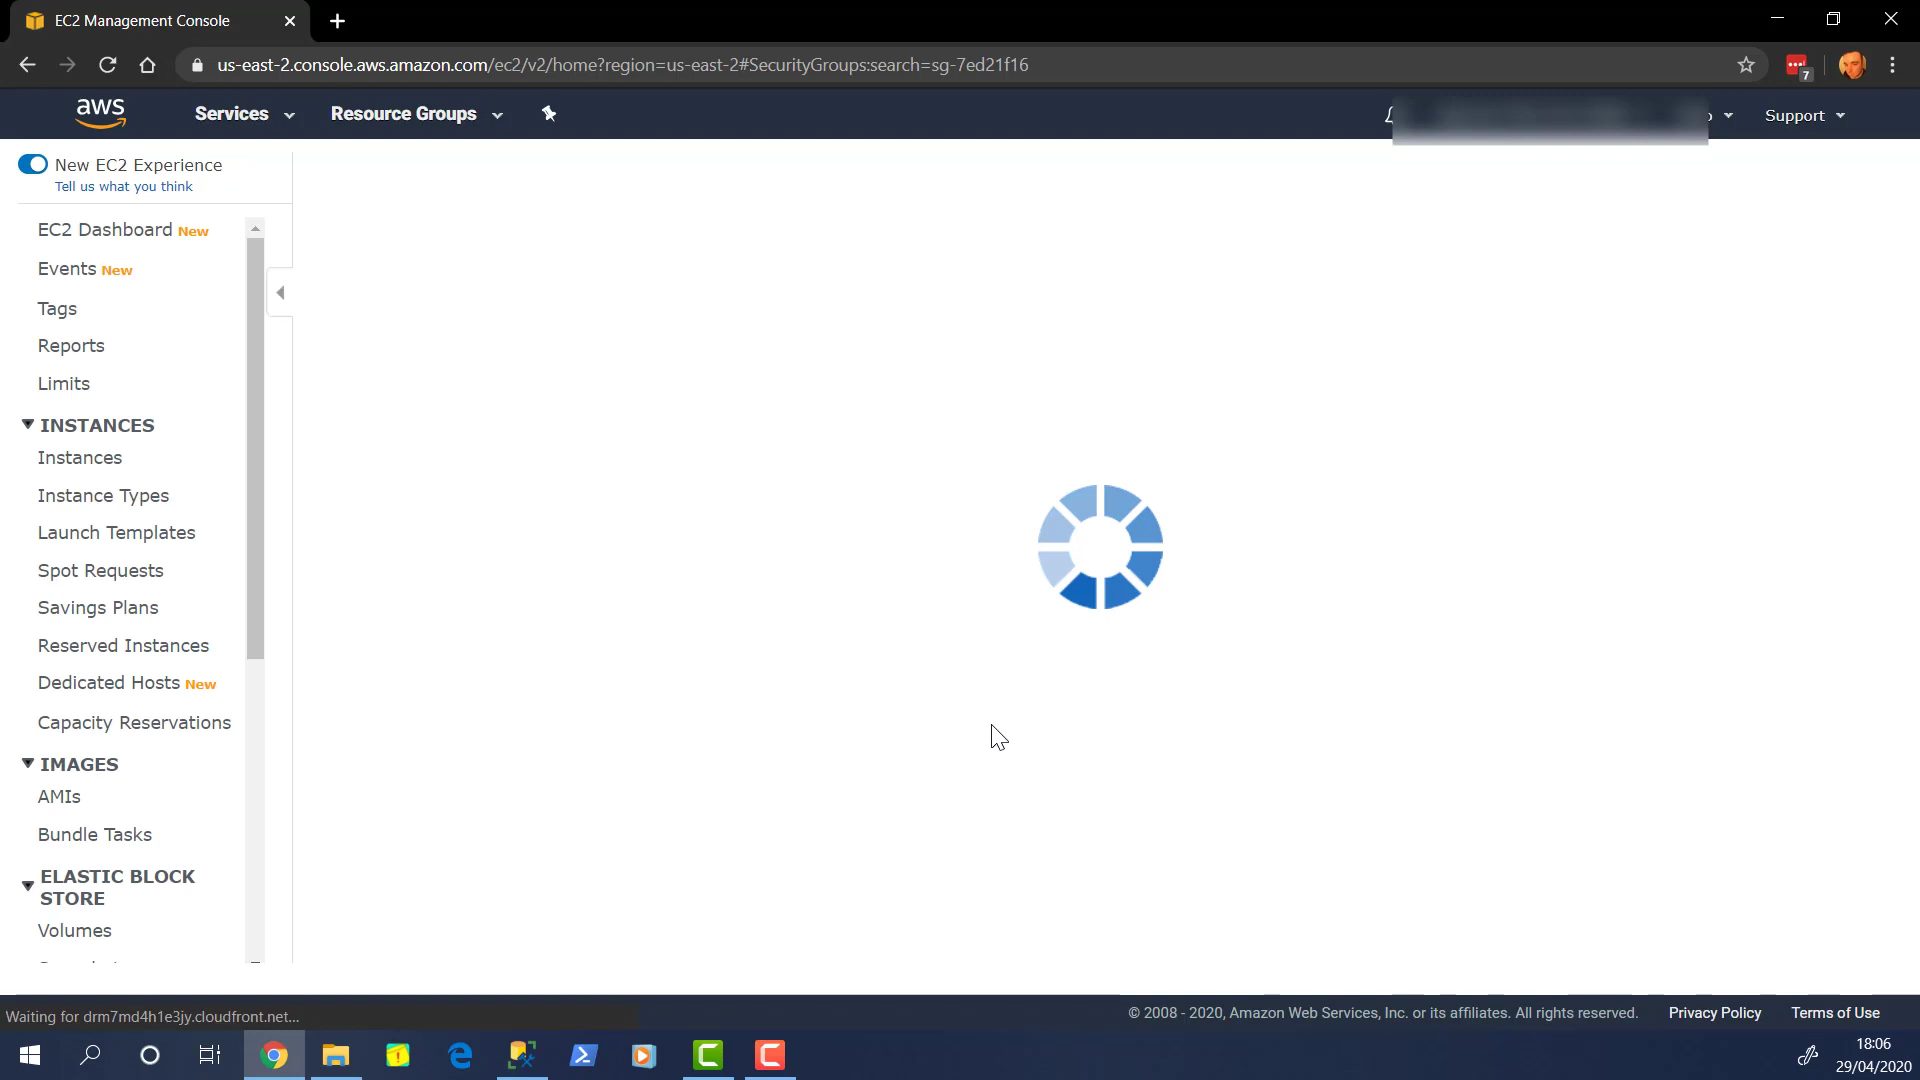 EC2 Management Console
us-east-2.console.aws.amazon.com/ec2/v2/home?region=us-east-2#SecurityGroups:search=sg-7ed21f16
7
aws
Services
Resource Groups
Support
New EC2 Experience
Tell us what you think
EC2 Dashboard New
Events New
Tags
Reports
Limits
INSTANCES
Instances
Instance Types
Launch Templates
Spot Requests
Savings Plans
Reserved Instances
Dedicated Hosts New
Capacity Reservations
IMAGES
AMIs
Bundle Tasks
ELASTIC BLOCK
STORE
Volumes
Waiting for drm7md4h1e3jy.cloudfront.net...
© 2008 - 2020, Amazon Web Services, Inc. or its affiliates. All rights reserved.
Privacy Policy
Terms of Use
18:06
29/04/2020